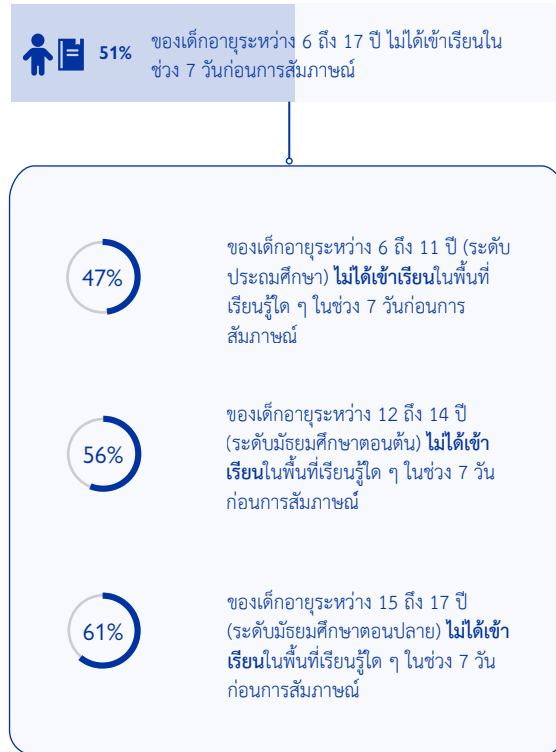 51%
ของเด็กอายุระหว่าง 6 ถึง 17 ปี ไม่ได้เข้าเรียนใน
ช่วง 7 วันก่อนการสัมภาษณ์
47%
ของเด็กอายุระหว่าง 6 ถึง 11 ปี (ระดับ
ประถมศึกษา) ไม่ได้เข้าเรียนในพื้นที่
เรียนรู้ใด ๆ ในช่วง 7 วันก่อนการ
สัมภาษณ์
56%
ของเด็กอายุระหว่าง 12 ถึง 14 ปี
(ระดับมัธยมศึกษาตอนต้น) ไม่ได้เข้า
เรียนในพื้นที่เรียนรู้ใด ๆ ในช่วง 7 วัน
ก่อนการสัมภาษณ์
61%
ของเด็กอายุระหว่าง 15 ถึง 17 ปี
(ระดับมัธยมศึกษาตอนปลาย) ไม่ได้เข้า
เรียนในพื้นที่เรียนรู้ใด ๆ ในช่วง 7 วัน
ก่อนการสัมภาษณ์